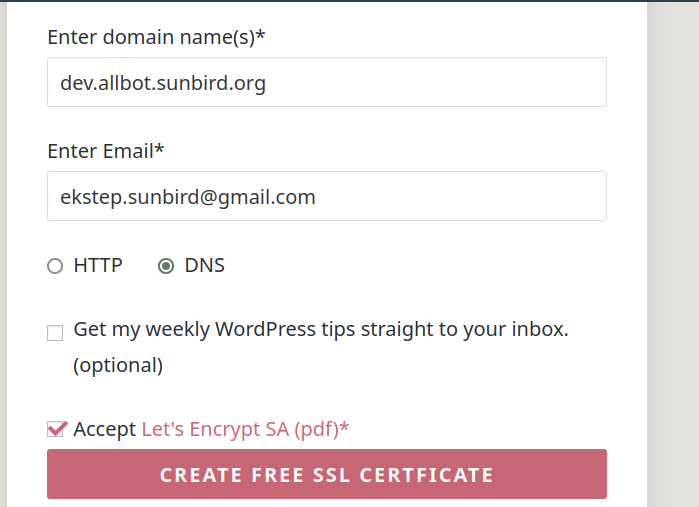 Enter domain name(s)*
dev.allbot.sunbird.org
Enter Email*
ekstep.sunbird@gmail.com
HTTP DNS
Get my weekly WordPress tips straight to your inbox.
(optional)
Accept Let's Encrypt SA (pdf)*
CREATE FREE SSL CERTFICATE